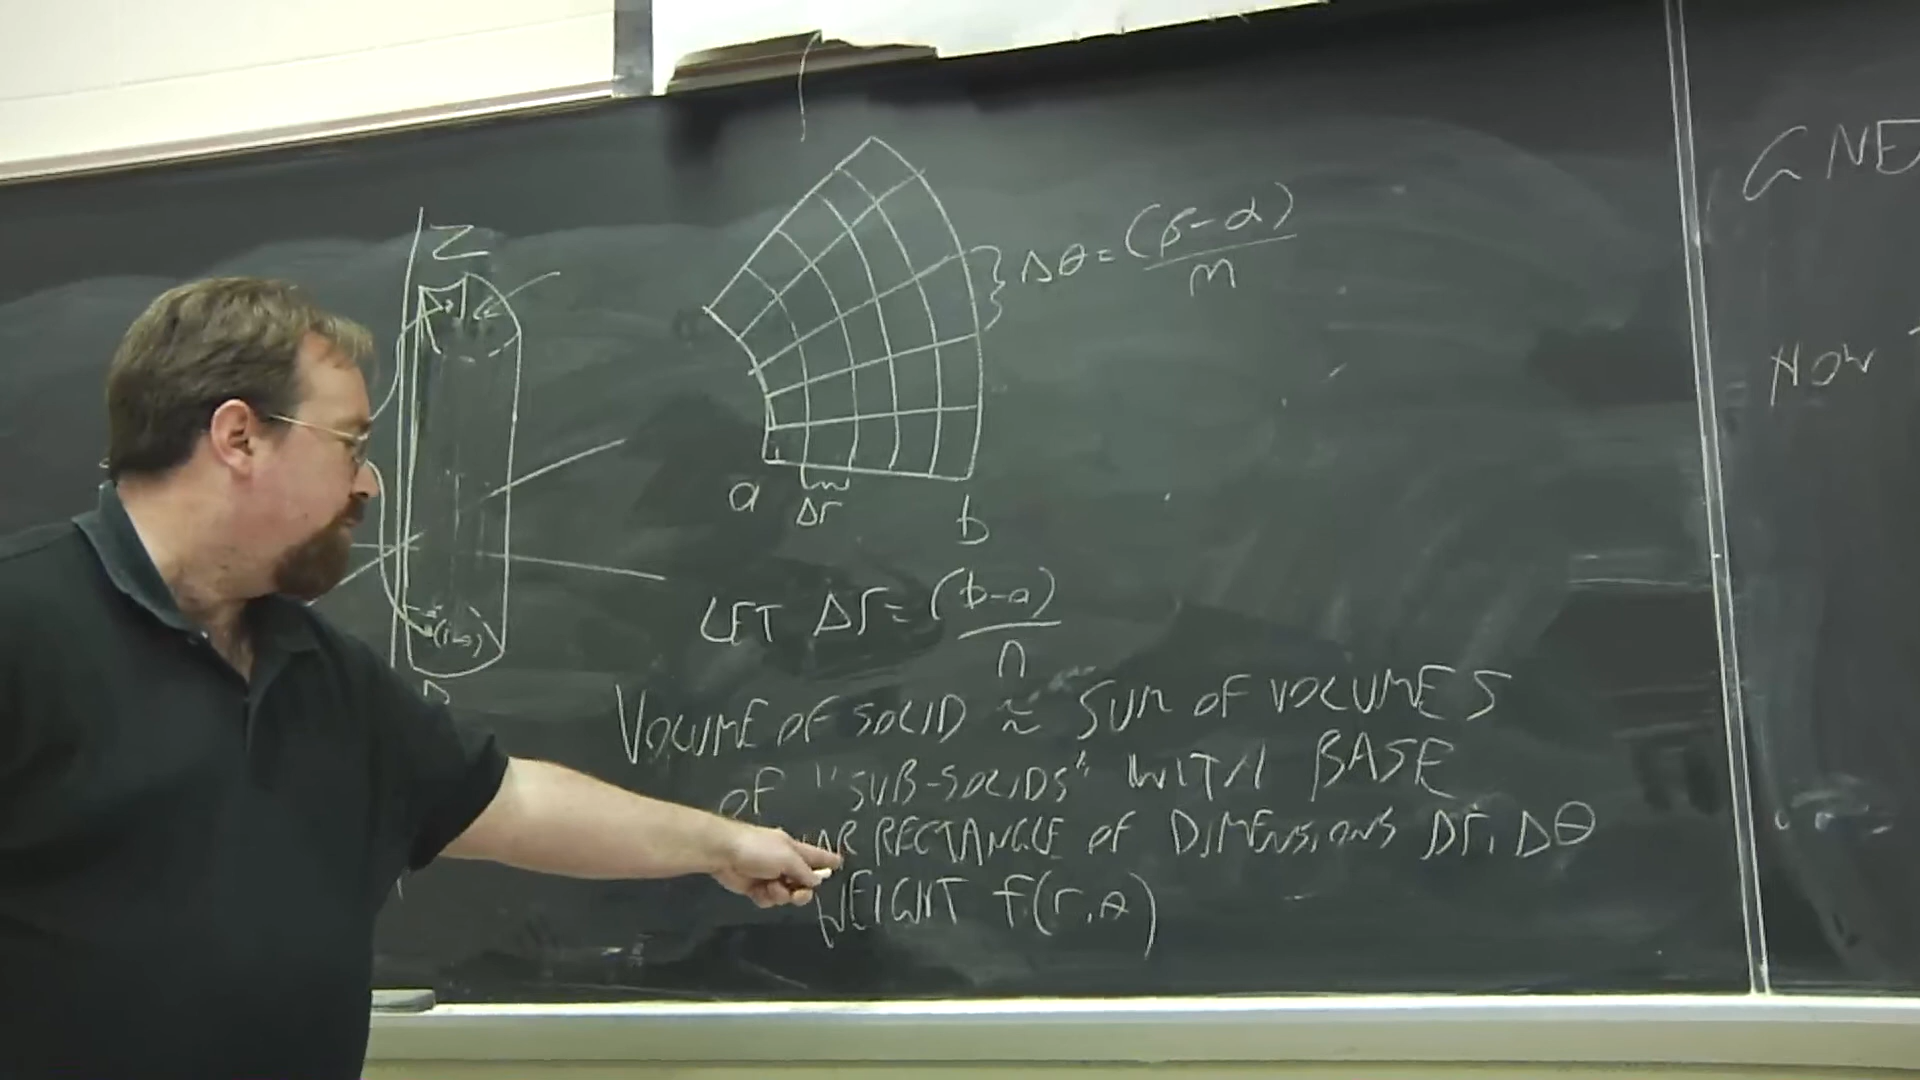 Z
Δθ = (β-α)/m
a Δr b
LET Δr = (b-a)/n
VOLUME OF SOLID ≈ SUM OF VOLUMES
OF "SUB-SOLIDS" WITH BASE
RECTANGLE OF DIMENSIONS Δr, Δθ
HEIGHT f(r,θ)
NOW